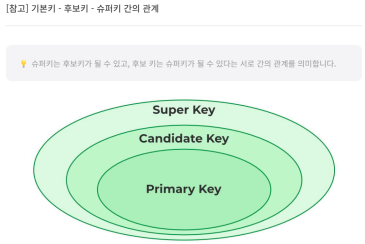 [참고] 기본키 - 후보키 - 슈퍼키 간의 관계
💡 슈퍼키는 후보키가 될 수 있고, 후보 키는 슈퍼키가 될 수 있다는 서로 간의 관계를 의미합니다.
Super Key
Candidate Key
Primary Key